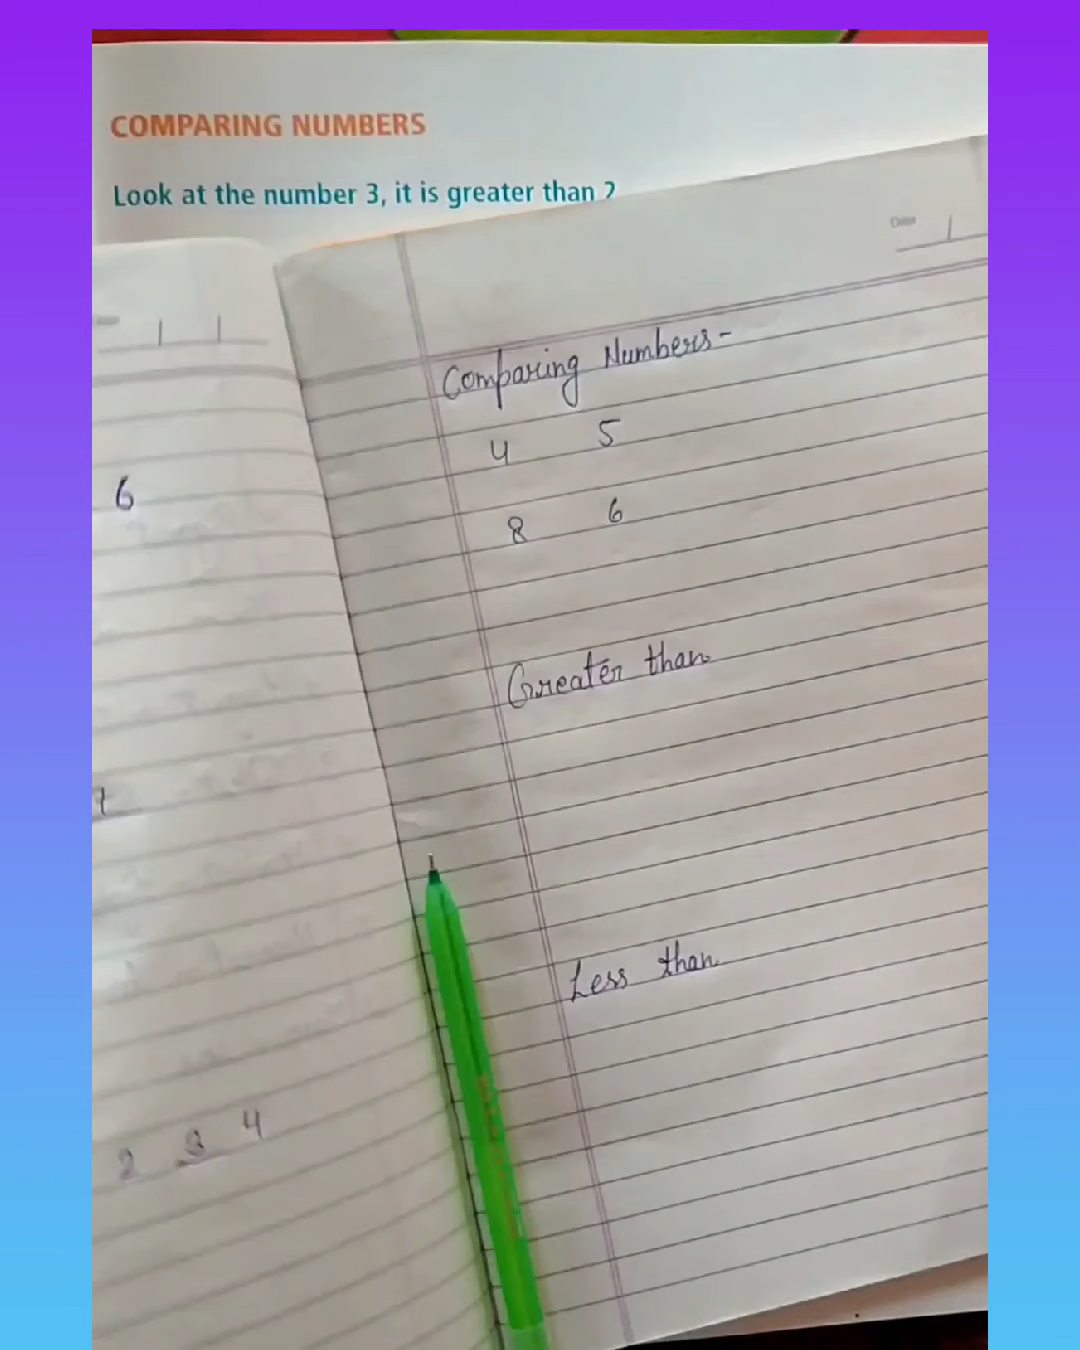 COMPARING NUMBERS
Look at the number 3, it is greater than 2
Date
6
2 3 4
Comparing Numbers-
4 5
8 6
Greater than
Less than